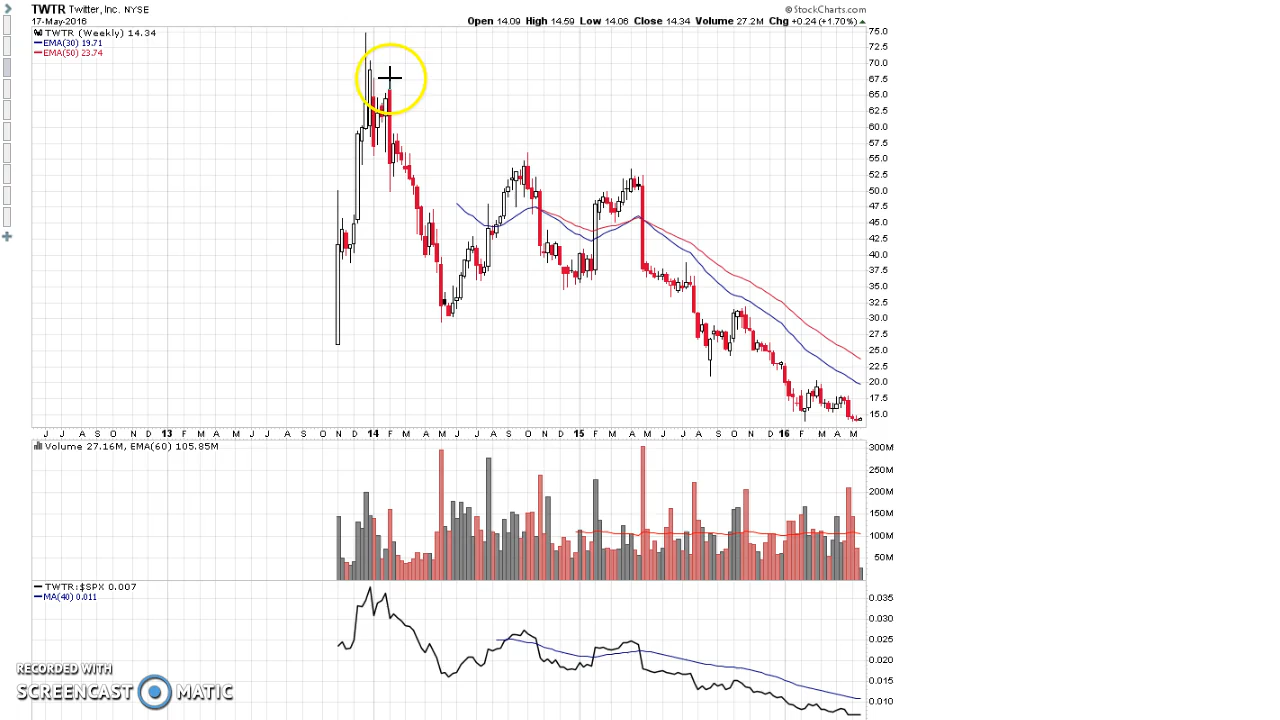 TWTR Twitter, Inc. NYSE
© StockCharts.com
17-May-2016
Open 14.09 High 14.59 Low 14.06 Close 14.34 Volume 27.2M Chg +0.24 (+1.70%)
TWTR (Weekly) 14.34
EMA(30) 19.71
EMA(50) 23.74
75.0
72.5
70.0
67.5
65.0
62.5
60.0
57.5
55.0
52.5
50.0
47.5
45.0
42.5
40.0
37.5
35.0
32.5
30.0
27.5
25.0
22.5
20.0
17.5
15.0
J J A S O N D 13 F M A M J J A S O N D 14 F M A M J J A S O N D 15 F M A M J J A S O N D 16 F M A M
Volume 27.16M, EMA(60) 105.85M
300M
250M
200M
150M
100M
50M
TWTR:$SPX 0.007
MA(40) 0.011
0.035
0.030
0.025
0.020
0.015
0.010
RECORDED WITH
SCREENCAST MATIC